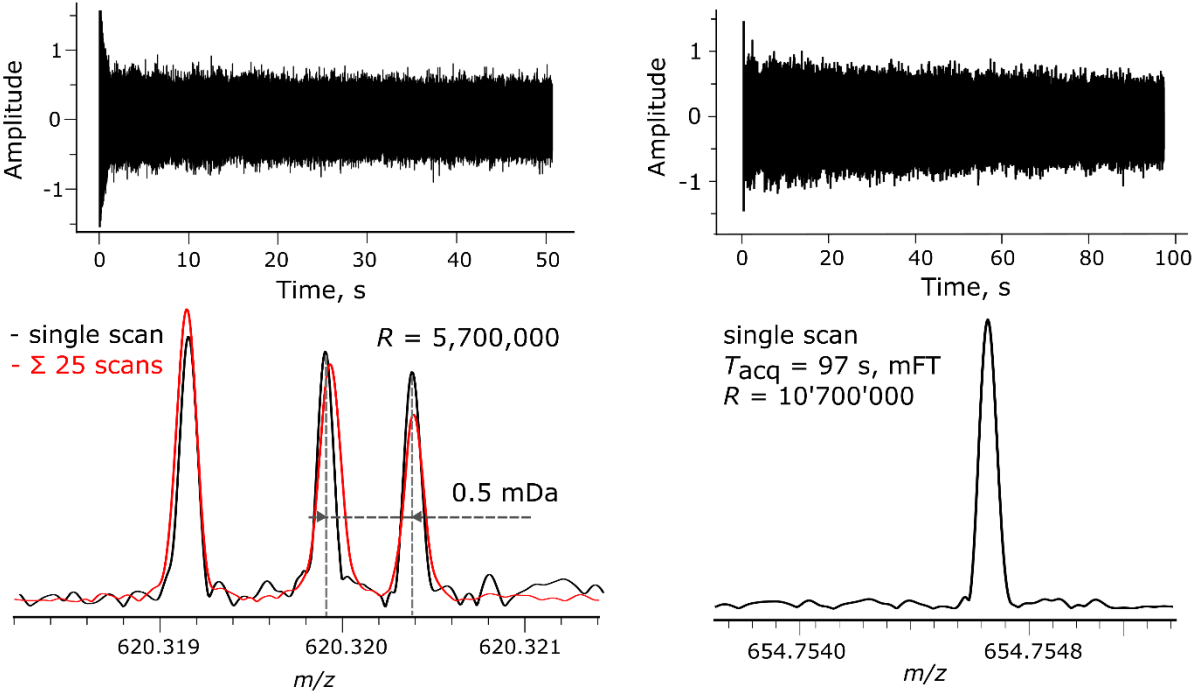 Amplitude
1
0
-1
0 10 20 30 40 50
Time, s
Amplitude
1
0
-1
0 20 40 60 80 100
Time, s
- single scan
- Σ 25 scans
R = 5,700,000
0.5 mDa
620.319 620.320 620.321
m/z
single scan
Tacq = 97 s, mFT
R = 10'700'000
654.7540 654.7548
m/z